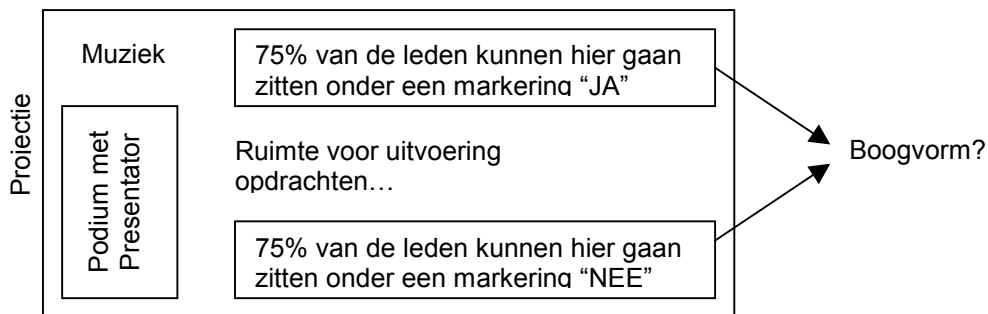 Projectie
Muziek
Podium met
Presentator
75% van de leden kunnen hier gaan
zitten onder een markering “JA”
Ruimte voor uitvoering
opdrachten…
75% van de leden kunnen hier gaan
zitten onder een markering “NEE”
Boogvorm?